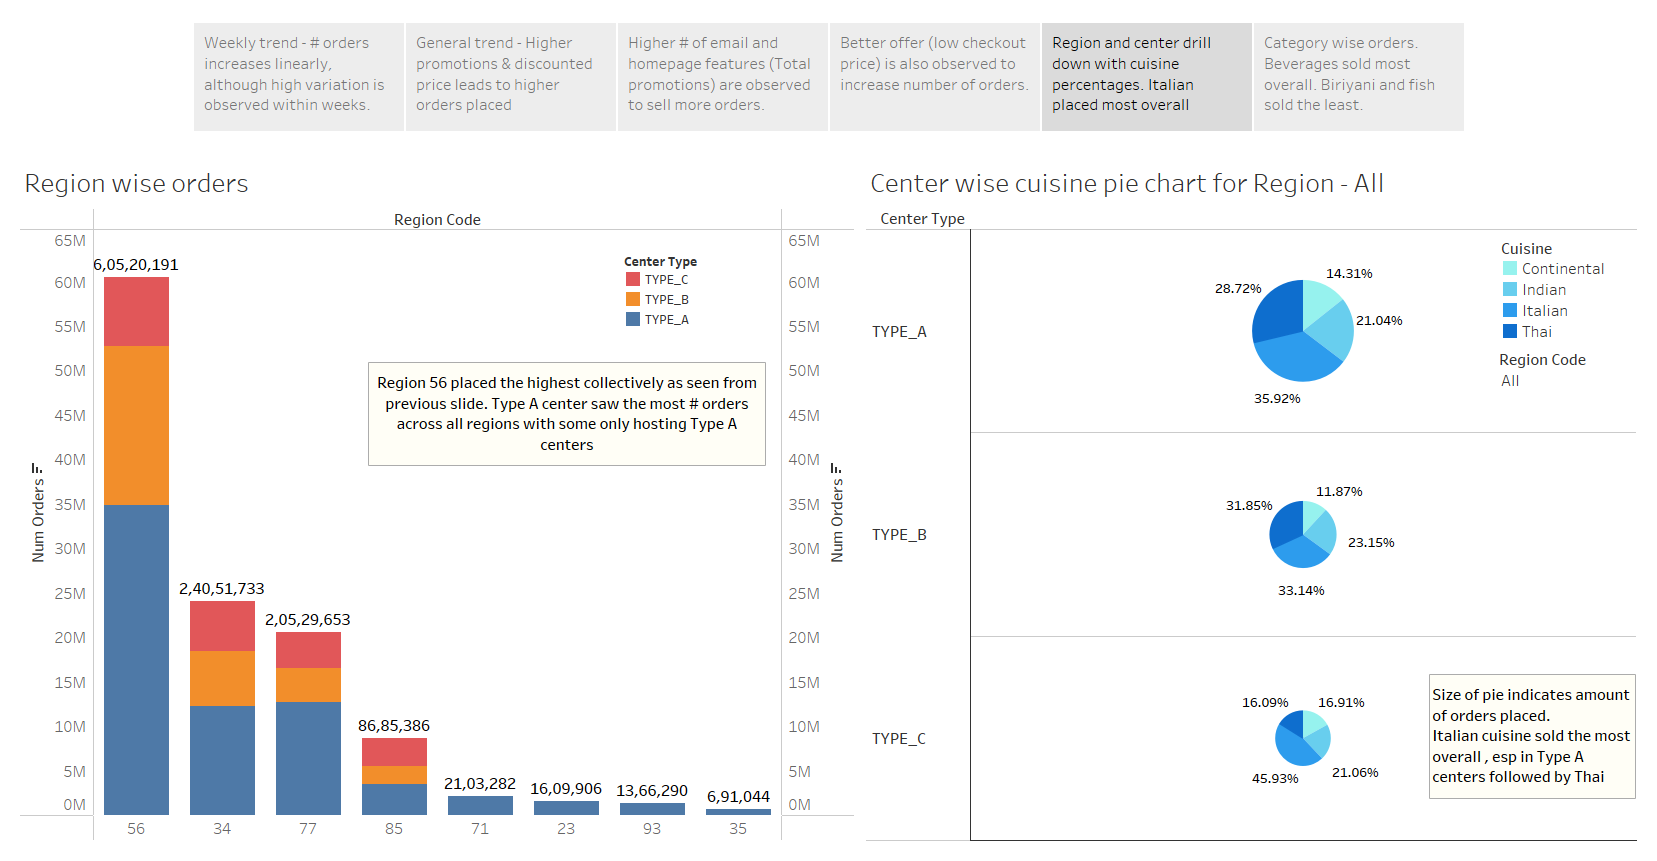 Weekly trend - # orders
increases linearly,
although high variation is
observed within weeks.
General trend - Higher
promotions & discounted
price leads to higher
orders placed
Higher # of email and
homepage features (Total
promotions) are observed
to sell more orders.
Better offer (low checkout
price) is also observed to
increase number of orders.
Region and center drill
down with cuisine
percentages. Italian
placed most overall
Category wise orders.
Beverages sold most
overall. Biriyani and fish
sold the least.
Region wise orders
Region Code
65M
60M
55M
50M
45M
40M
35M
30M
25M
20M
15M
10M
5M
0M
Num Orders
6,05,20,191
2,40,51,733
2,05,29,653
86,85,386
21,03,282
16,09,906
13,66,290
6,91,044
Center Type
TYPE_C
TYPE_B
TYPE_A
Region 56 placed the highest collectively as seen from
previous slide. Type A center saw the most # orders
across all regions with some only hosting Type A
centers
56
34
77
85
71
23
93
35
65M
60M
55M
50M
45M
40M
35M
30M
25M
20M
15M
10M
5M
0M
Num Orders
Center wise cuisine pie chart for Region - All
Center Type
TYPE_A
14.31%
28.72%
21.04%
35.92%
Cuisine
Continental
Indian
Italian
Thai
Region Code
All
TYPE_B
11.87%
31.85%
23.15%
33.14%
TYPE_C
16.09%
16.91%
45.93%
21.06%
Size of pie indicates amount
of orders placed.
Italian cuisine sold the most
overall , esp in Type A
centers followed by Thai